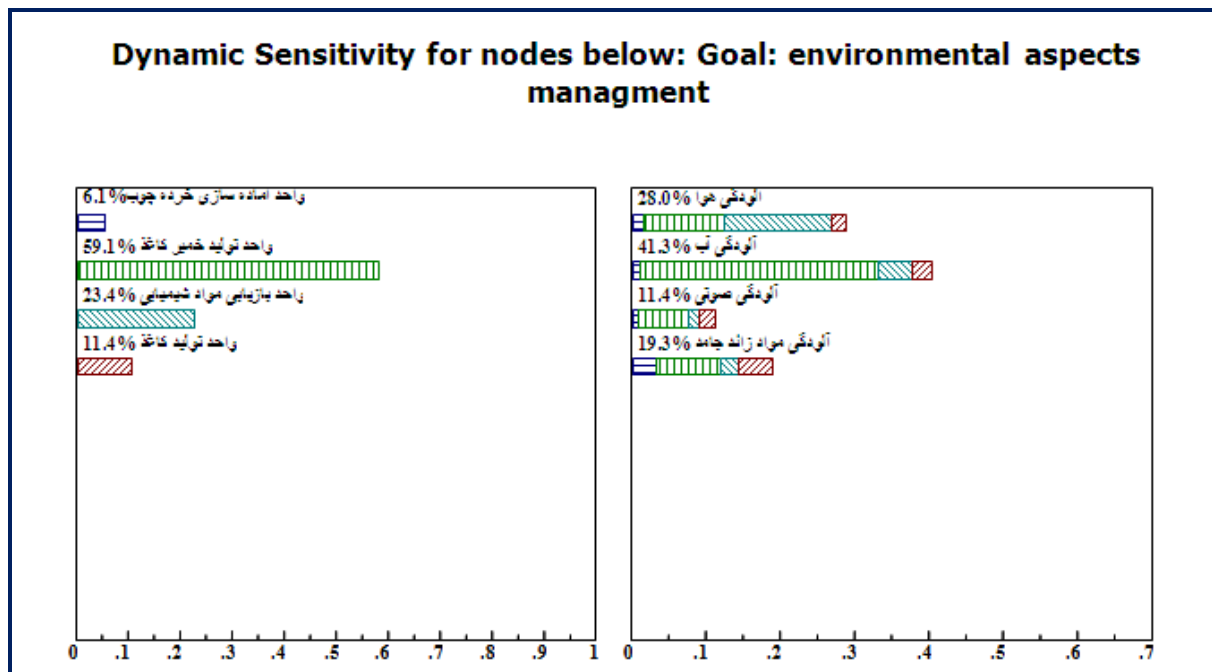 Dynamic Sensitivity for nodes below: Goal: environmental aspects
managment
6.1% واحد اماده سازی خرده چوب
59.1% واحد تولید خمیر کاغذ
23.4% واحد بازیابی مواد شیمیایی
11.4% واحد تولید کاغذ
0 .1 .2 .3 .4 .5 .6 .7 .8 .9 1
28.0% الودگی هوا
41.3% آلودگی آب
11.4% آلودگی صوتی
19.3% آلودگی مواد زائد جامد
0 .1 .2 .3 .4 .5 .6 .7